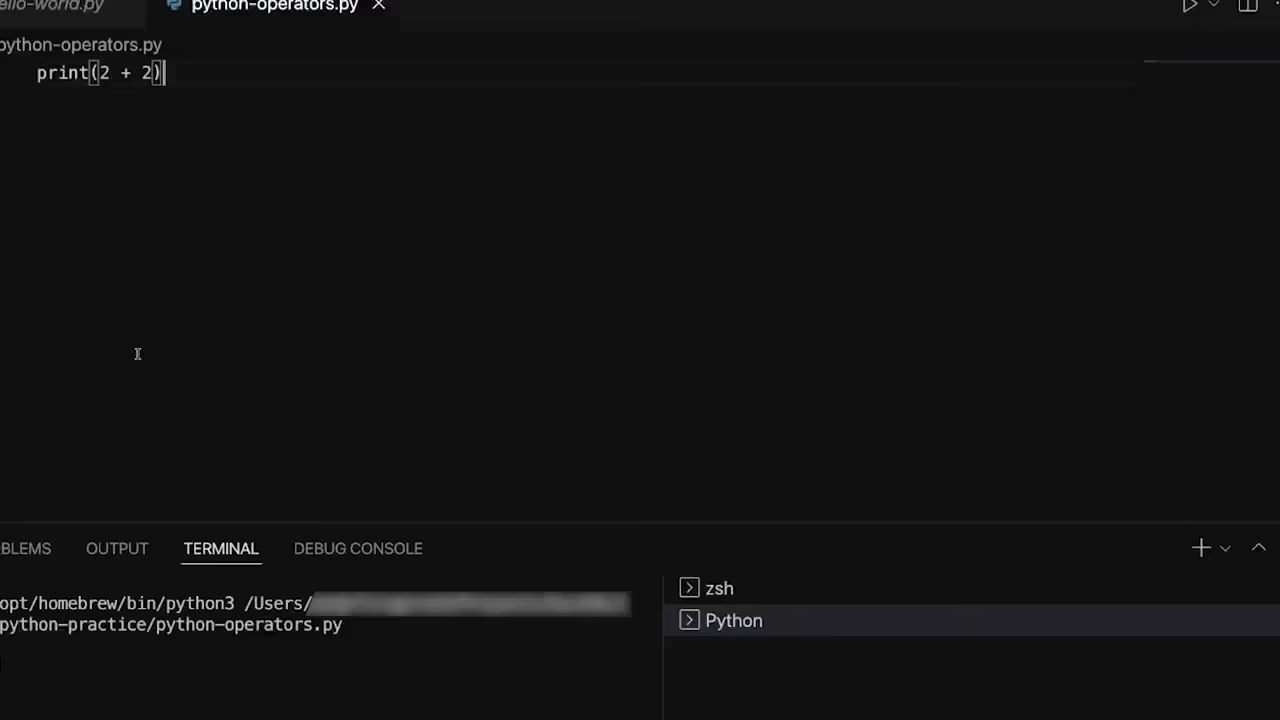 ello-world.py
python-operators.py
python-operators.py
print(2 + 2)
BLEMS
OUTPUT
TERMINAL
DEBUG CONSOLE
opt/homebrew/bin/python3 /Users/
python-practice/python-operators.py
zsh
Python